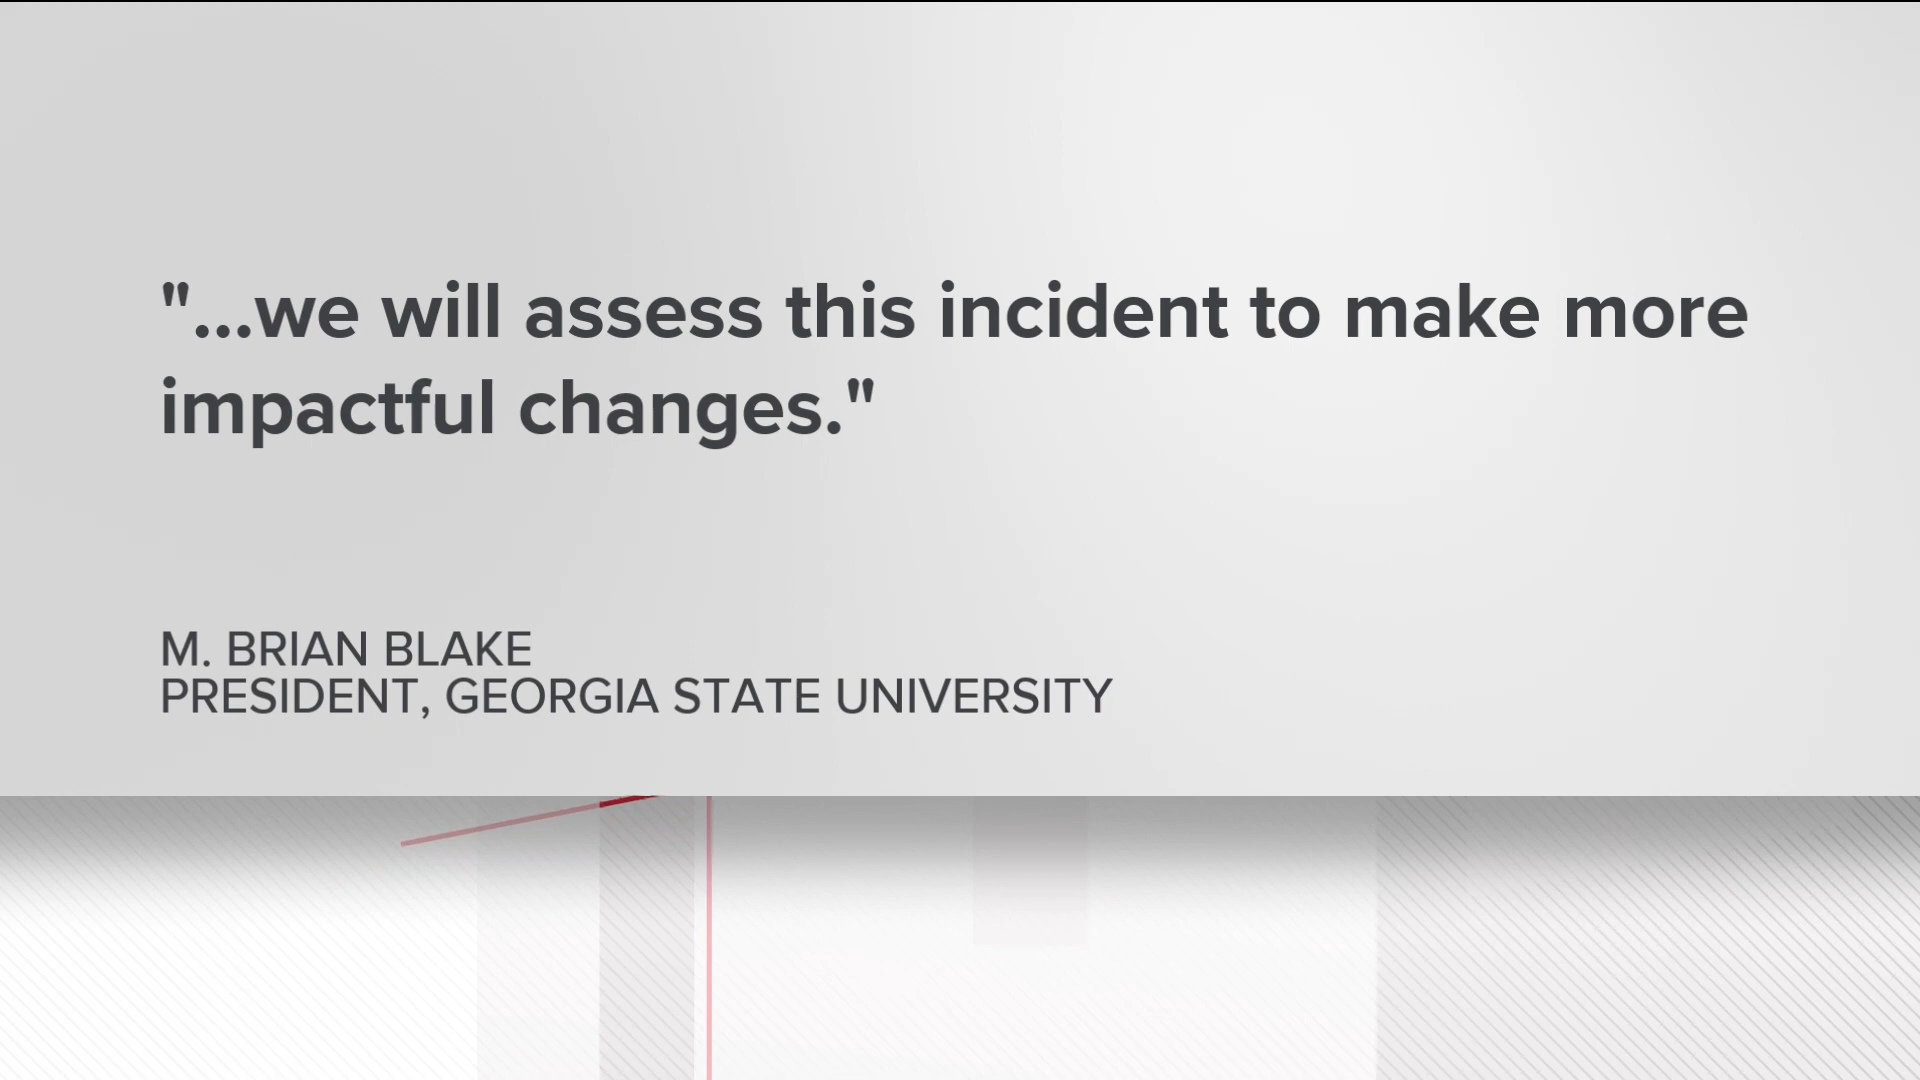 "...we will assess this incident to make more
impactful changes."
M. BRIAN BLAKE
PRESIDENT, GEORGIA STATE UNIVERSITY